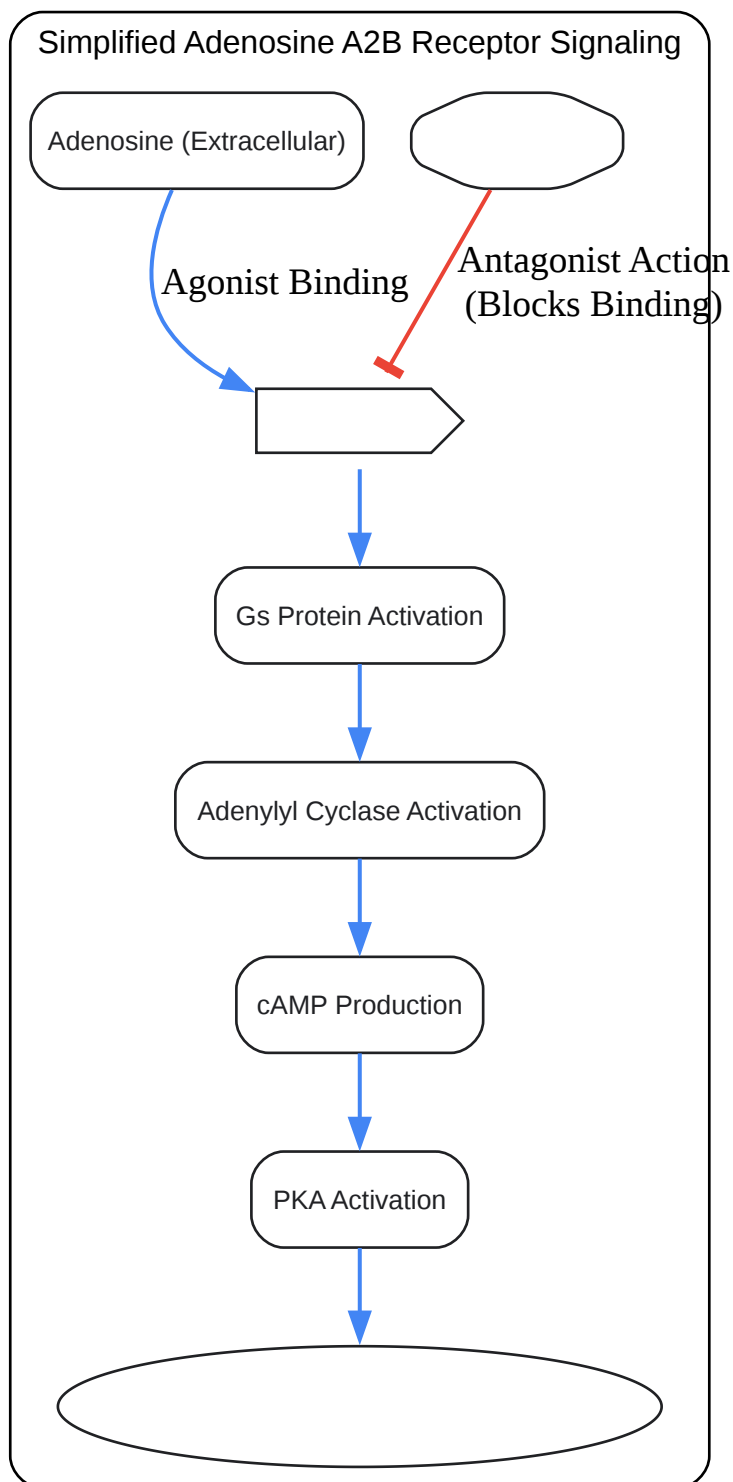 Simplified Adenosine A2B Receptor Signaling
Adenosine (Extracellular)
Agonist Binding
Antagonist Action
(Blocks Binding)
Gs Protein Activation
Adenylyl Cyclase Activation
cAMP Production
PKA Activation